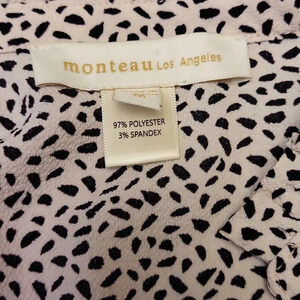 monteau Los Angeles
97% POLYESTER
3% SPANDEX